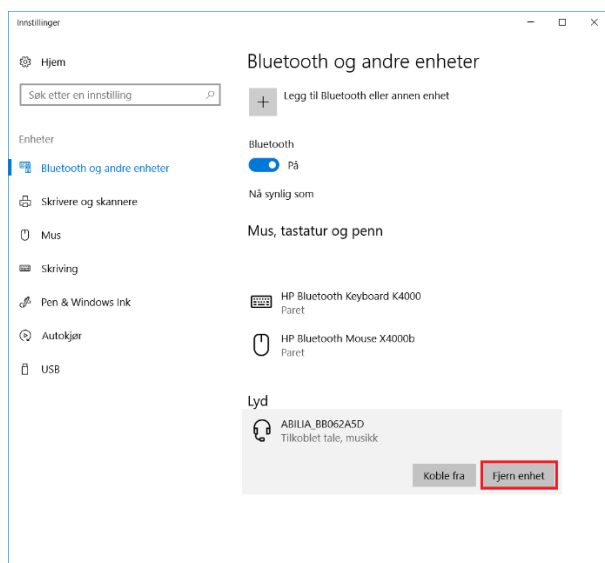 Innstillinger
Hjem
Søk etter en innstilling
Enheter
Bluetooth og andre enheter
Skrivere og skannere
Mus
Skriving
Pen & Windows Ink
Autokjør
USB
Bluetooth og andre enheter
Legg til Bluetooth eller annen enhet
Bluetooth
På
Nå synlig som
Mus, tastatur og penn
HP Bluetooth Keyboard K4000
Paret
HP Bluetooth Mouse X4000b
Paret
Lyd
ABILIA_BB062A5D
Tilkoblet tale, musikk
Koble fra
Fjern enhet